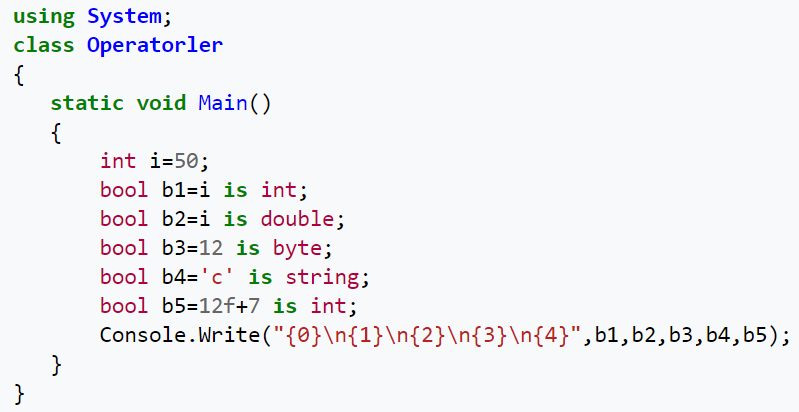 using System;
class Operatorler
{
   static void Main()
   {
       int i=50;
       bool b1=i is int;
       bool b2=i is double;
       bool b3=12 is byte;
       bool b4='c' is string;
       bool b5=12f+7 is int;
       Console.Write("{0}\n{1}\n{2}\n{3}\n{4}",b1,b2,b3,b4,b5);
   }
}